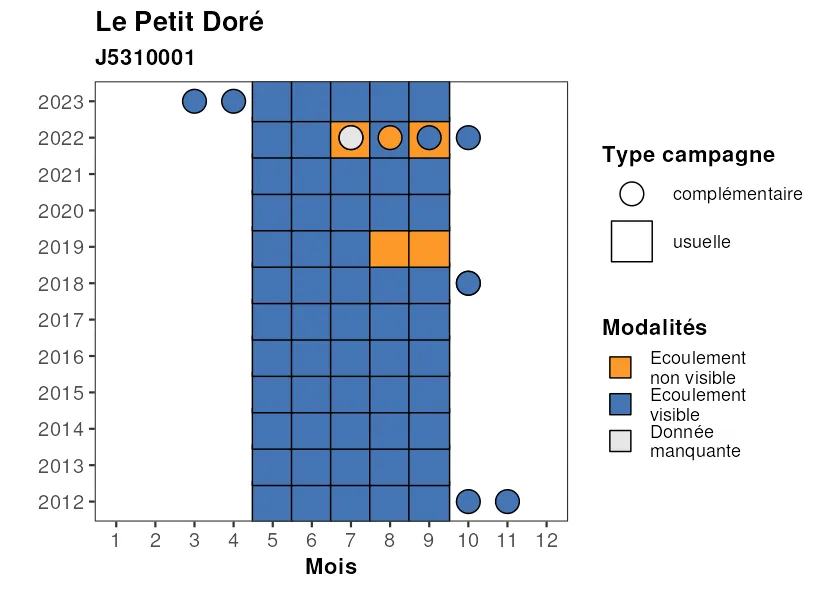 Le Petit Doré
J5310001
2023
2022
2021
2020
2019
2018
2017
2016
2015
2014
2013
2012
1 2 3 4 5 6 7 8 9 10 11 12
Mois
Type campagne
complémentaire
usuelle
Modalités
Ecoulement
non visible
Ecoulement
visible
Donnée
manquante